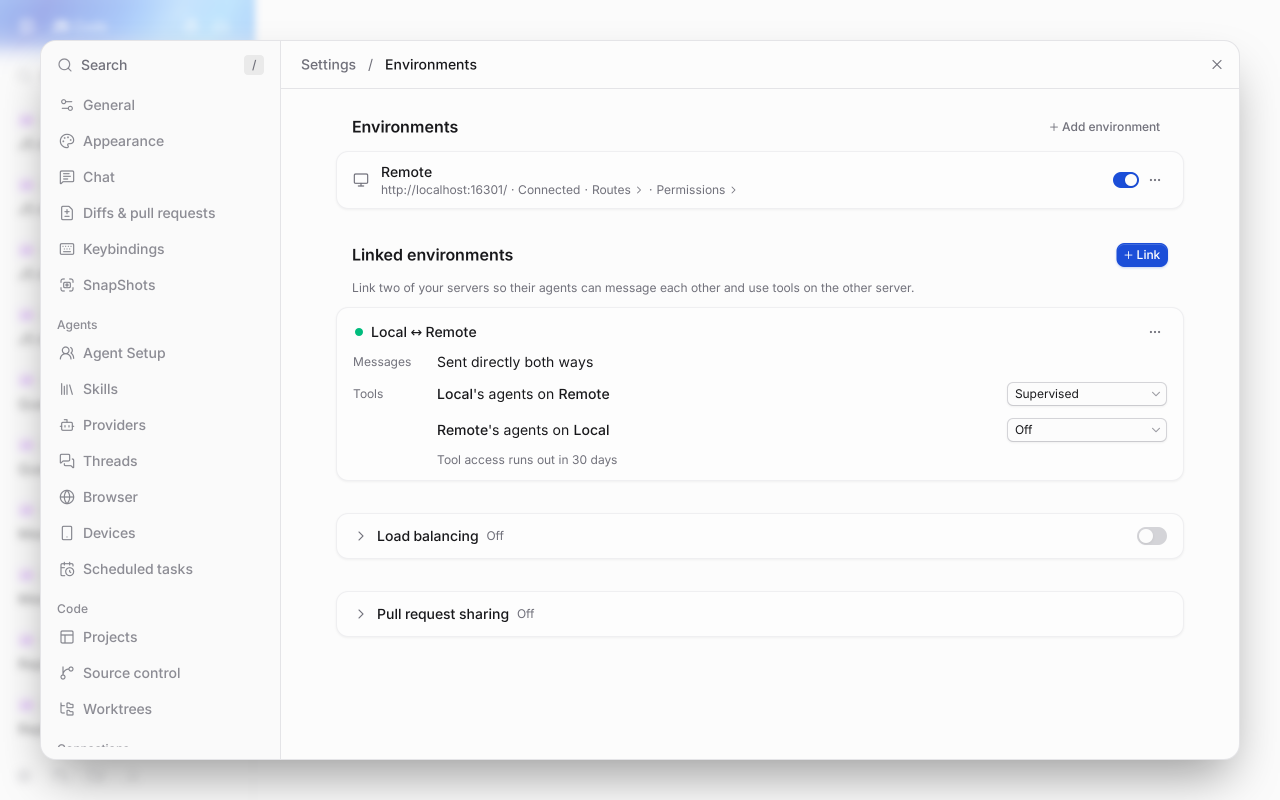 Search /
General
Appearance
Chat
Diffs & pull requests
Keybindings
SnapShots
Agents
Agent Setup
Skills
Providers
Threads
Browser
Devices
Scheduled tasks
Code
Projects
Source control
Worktrees
Settings / Environments
Environments
+ Add environment
Remote
http://localhost:16301/ · Connected · Routes > · Permissions >
Linked environments
+ Link
Link two of your servers so their agents can message each other and use tools on the other server.
Local ↔ Remote
Messages Sent directly both ways
Tools Local's agents on Remote Supervised
Remote's agents on Local Off
Tool access runs out in 30 days
Load balancing Off
Pull request sharing Off